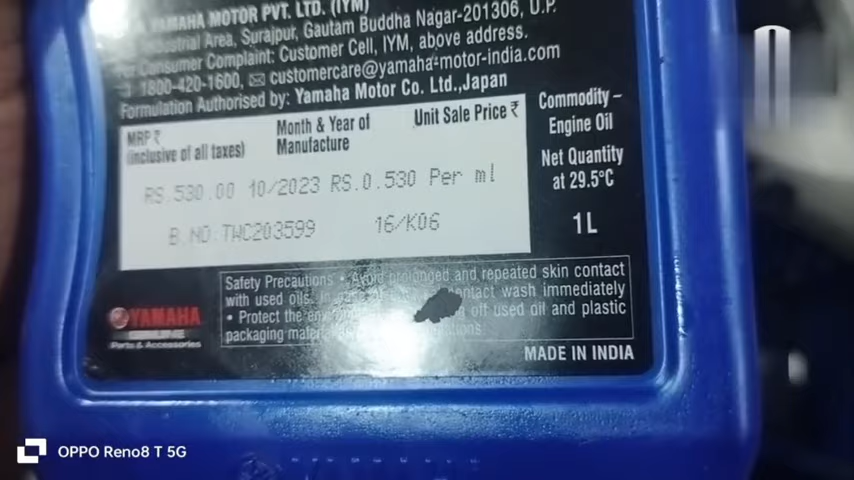 YAMAHA MOTOR PVT. LTD. (IYM)
Industrial Area, Surajpur, Gautam Buddha Nagar-201306, U.P.
For Consumer Complaint: Customer Cell, IYM, above address.
1800-420-1600, customercare@yamaha-motor-india.com
Formulation Authorised by: Yamaha Motor Co. Ltd.,Japan
MRP ₹
(inclusive of all taxes)
Month & Year of
Manufacture
Unit Sale Price ₹
RS.530.00 10/2023 RS.0.530 Per ml
B.NO.TWC203599 16/K06
Commodity –
Engine Oil
Net Quantity
at 29.5°C
1L
Safety Precautions • Avoid prolonged and repeated skin contact
with used oils. In contact wash immediately
• Protect the off used oil and plastic
packaging
YAMAHA
GENUINE
Parts & Accessories
MADE IN INDIA
OPPO Reno8 T 5G